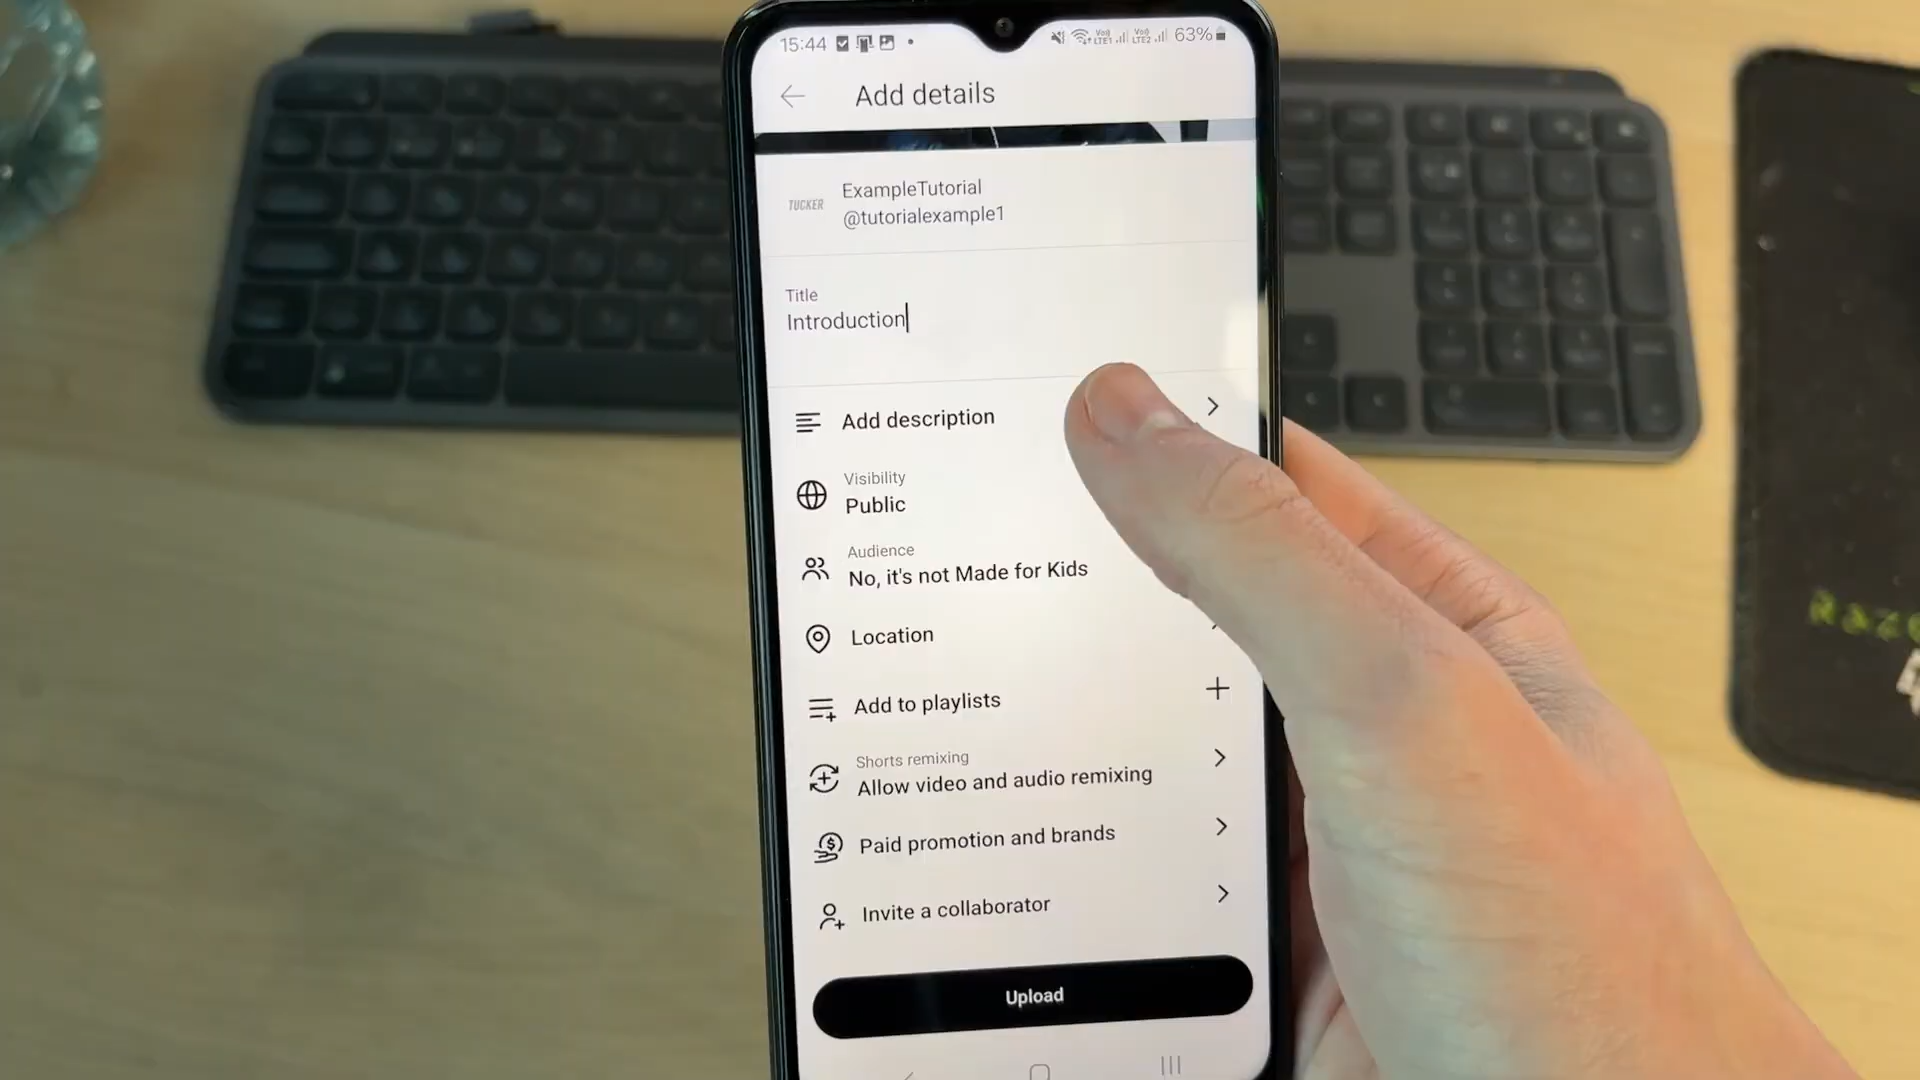 15:44
63%
Add details
TUCKER
ExampleTutorial
@tutorialexample1
Title
Introduction
Add description
Visibility
Public
Audience
No, it's not Made for Kids
Location
Add to playlists
Shorts remixing
Allow video and audio remixing
Paid promotion and brands
Invite a collaborator
Upload